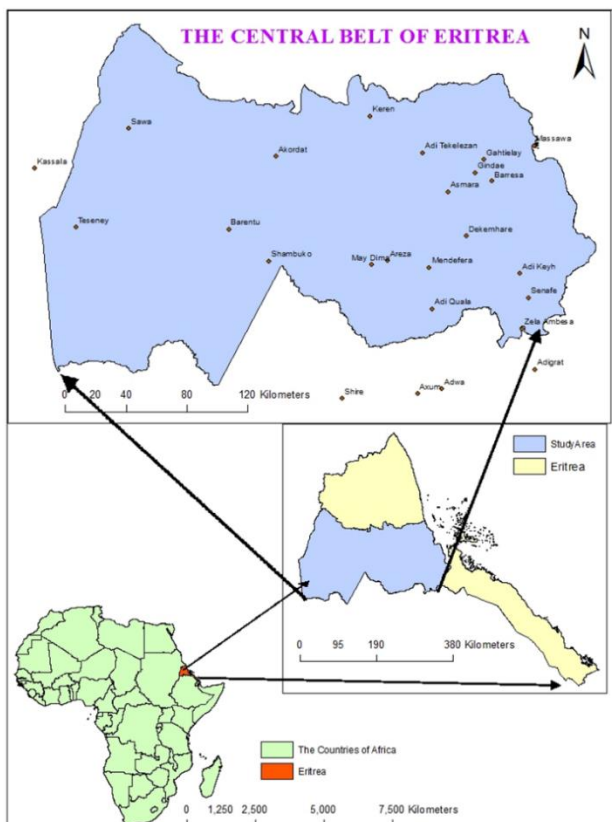 THE CENTRAL BELT OF ERITREA
N
Keren
Sawa
Massawa
Akordat
Adi Tekelezan
Gahtielay
Kassala
Gindae
Barresa
Asmara
Teseney
Barentu
Dekemhare
Shambuko
May Dima
Areza
Mendefera
Adi Keyh
Senafe
Adi Quala
Zela Ambesa
Adigrat
Shire
Axum
Adwa
0 20 40 80 120 Kilometers
StudyArea
Eritrea
0 95 190 380 Kilometers
The Countries of Africa
Eritrea
0 1,250 2,500 5,000 7,500 Kilometers